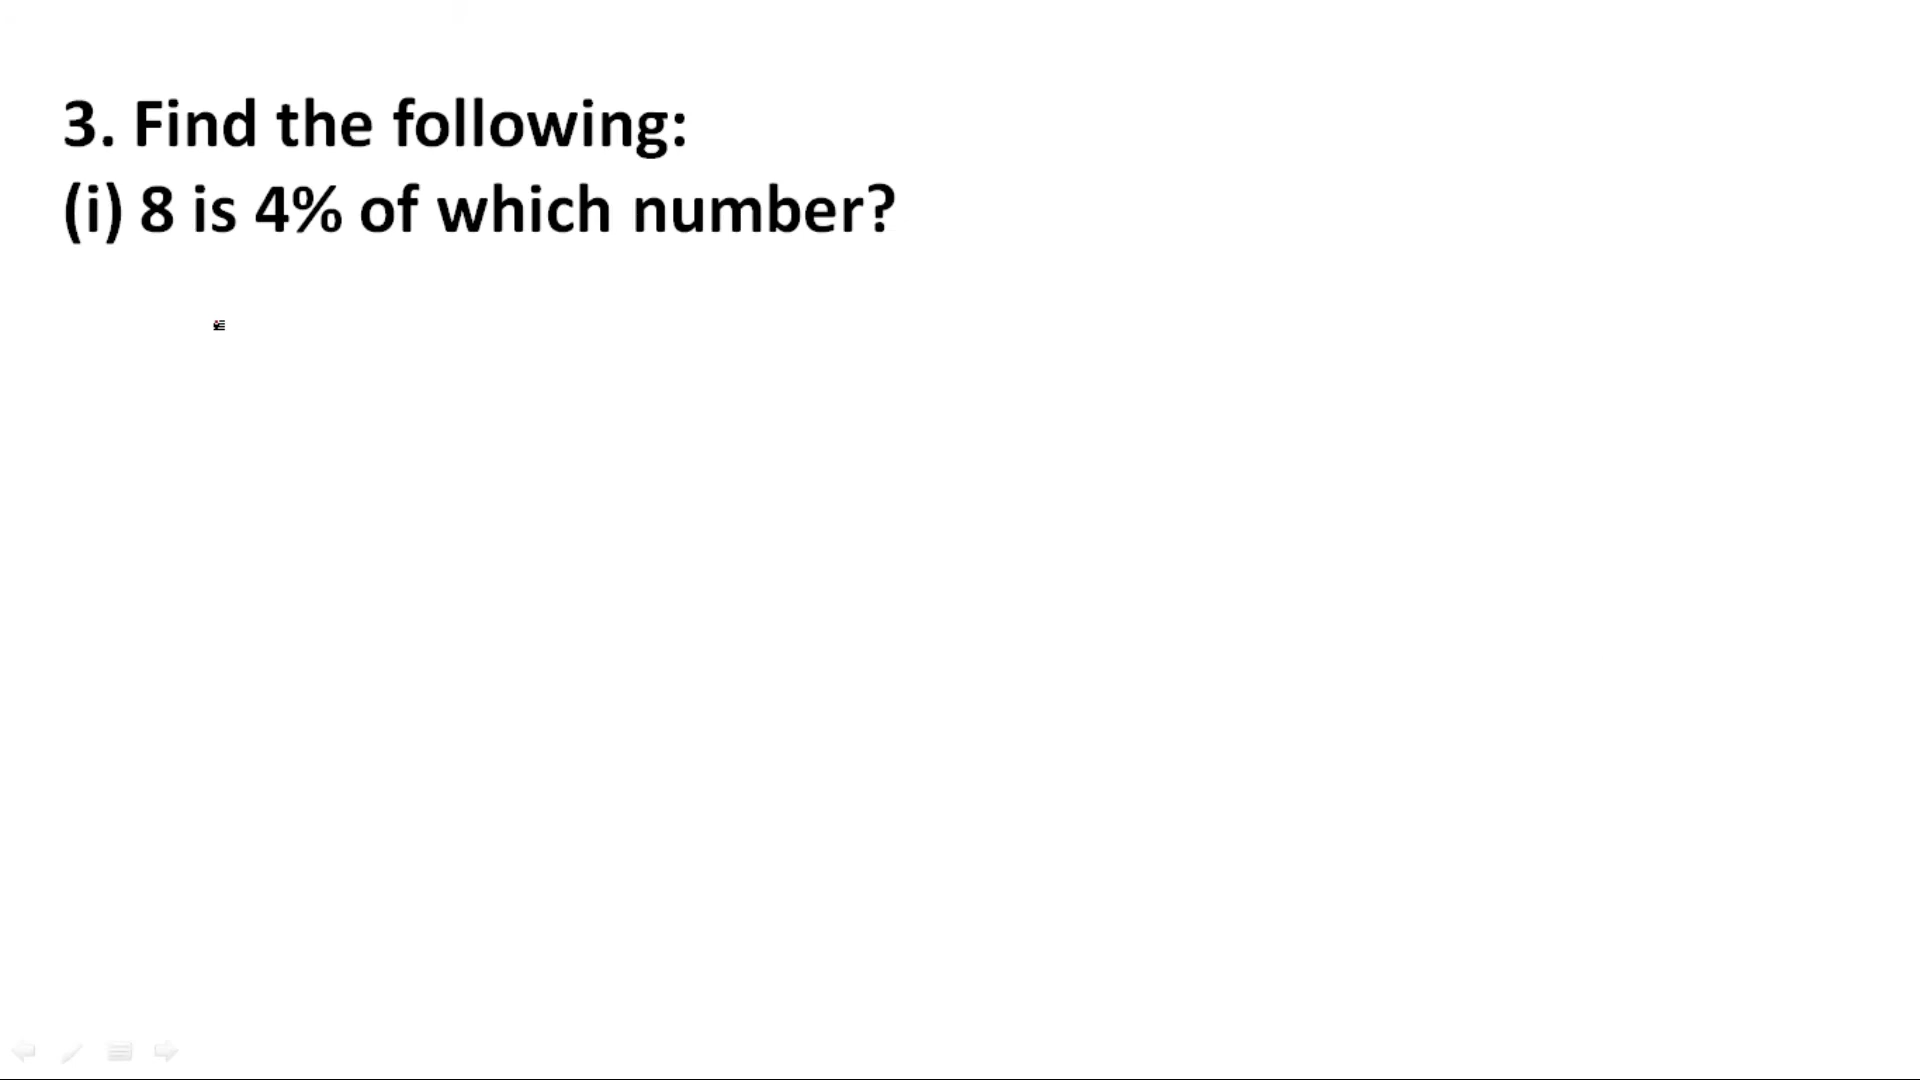 3. Find the following:
(i) 8 is 4% of which number?